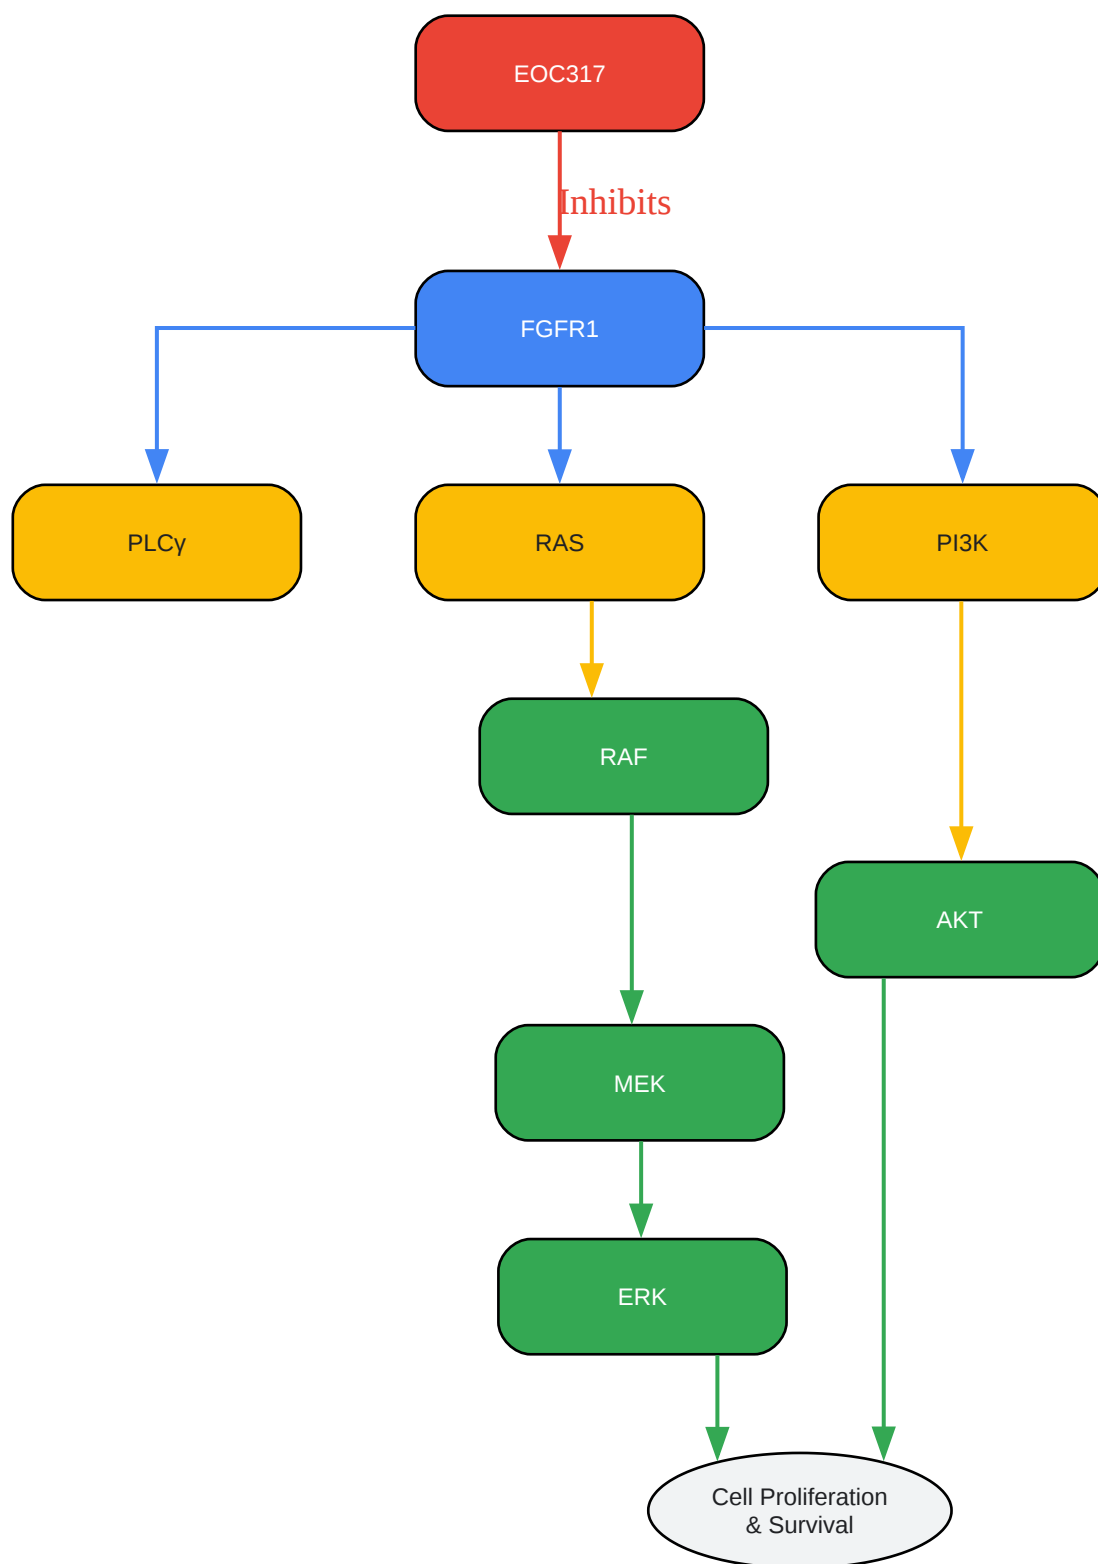 EOC317
Inhibits
FGFR1
PLCγ
RAS
PI3K
RAF
AKT
MEK
ERK
Cell Proliferation
& Survival